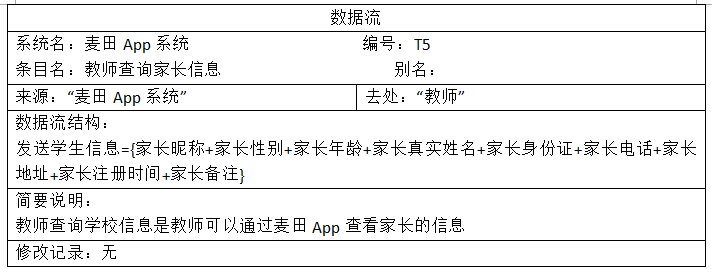 数据流
系统名：麦田 App 系统 编号：T5
条目名：教师查询家长信息 别名：
来源：“麦田 App 系统” 去处：“教师”
数据流结构：
发送学生信息={家长昵称+家长性别+家长年龄+家长真实姓名+家长身份证+家长电话+家长
地址+家长注册时间+家长备注}
简要说明：
教师查询学校信息是教师可以通过麦田 App 查看家长的信息
修改记录：无